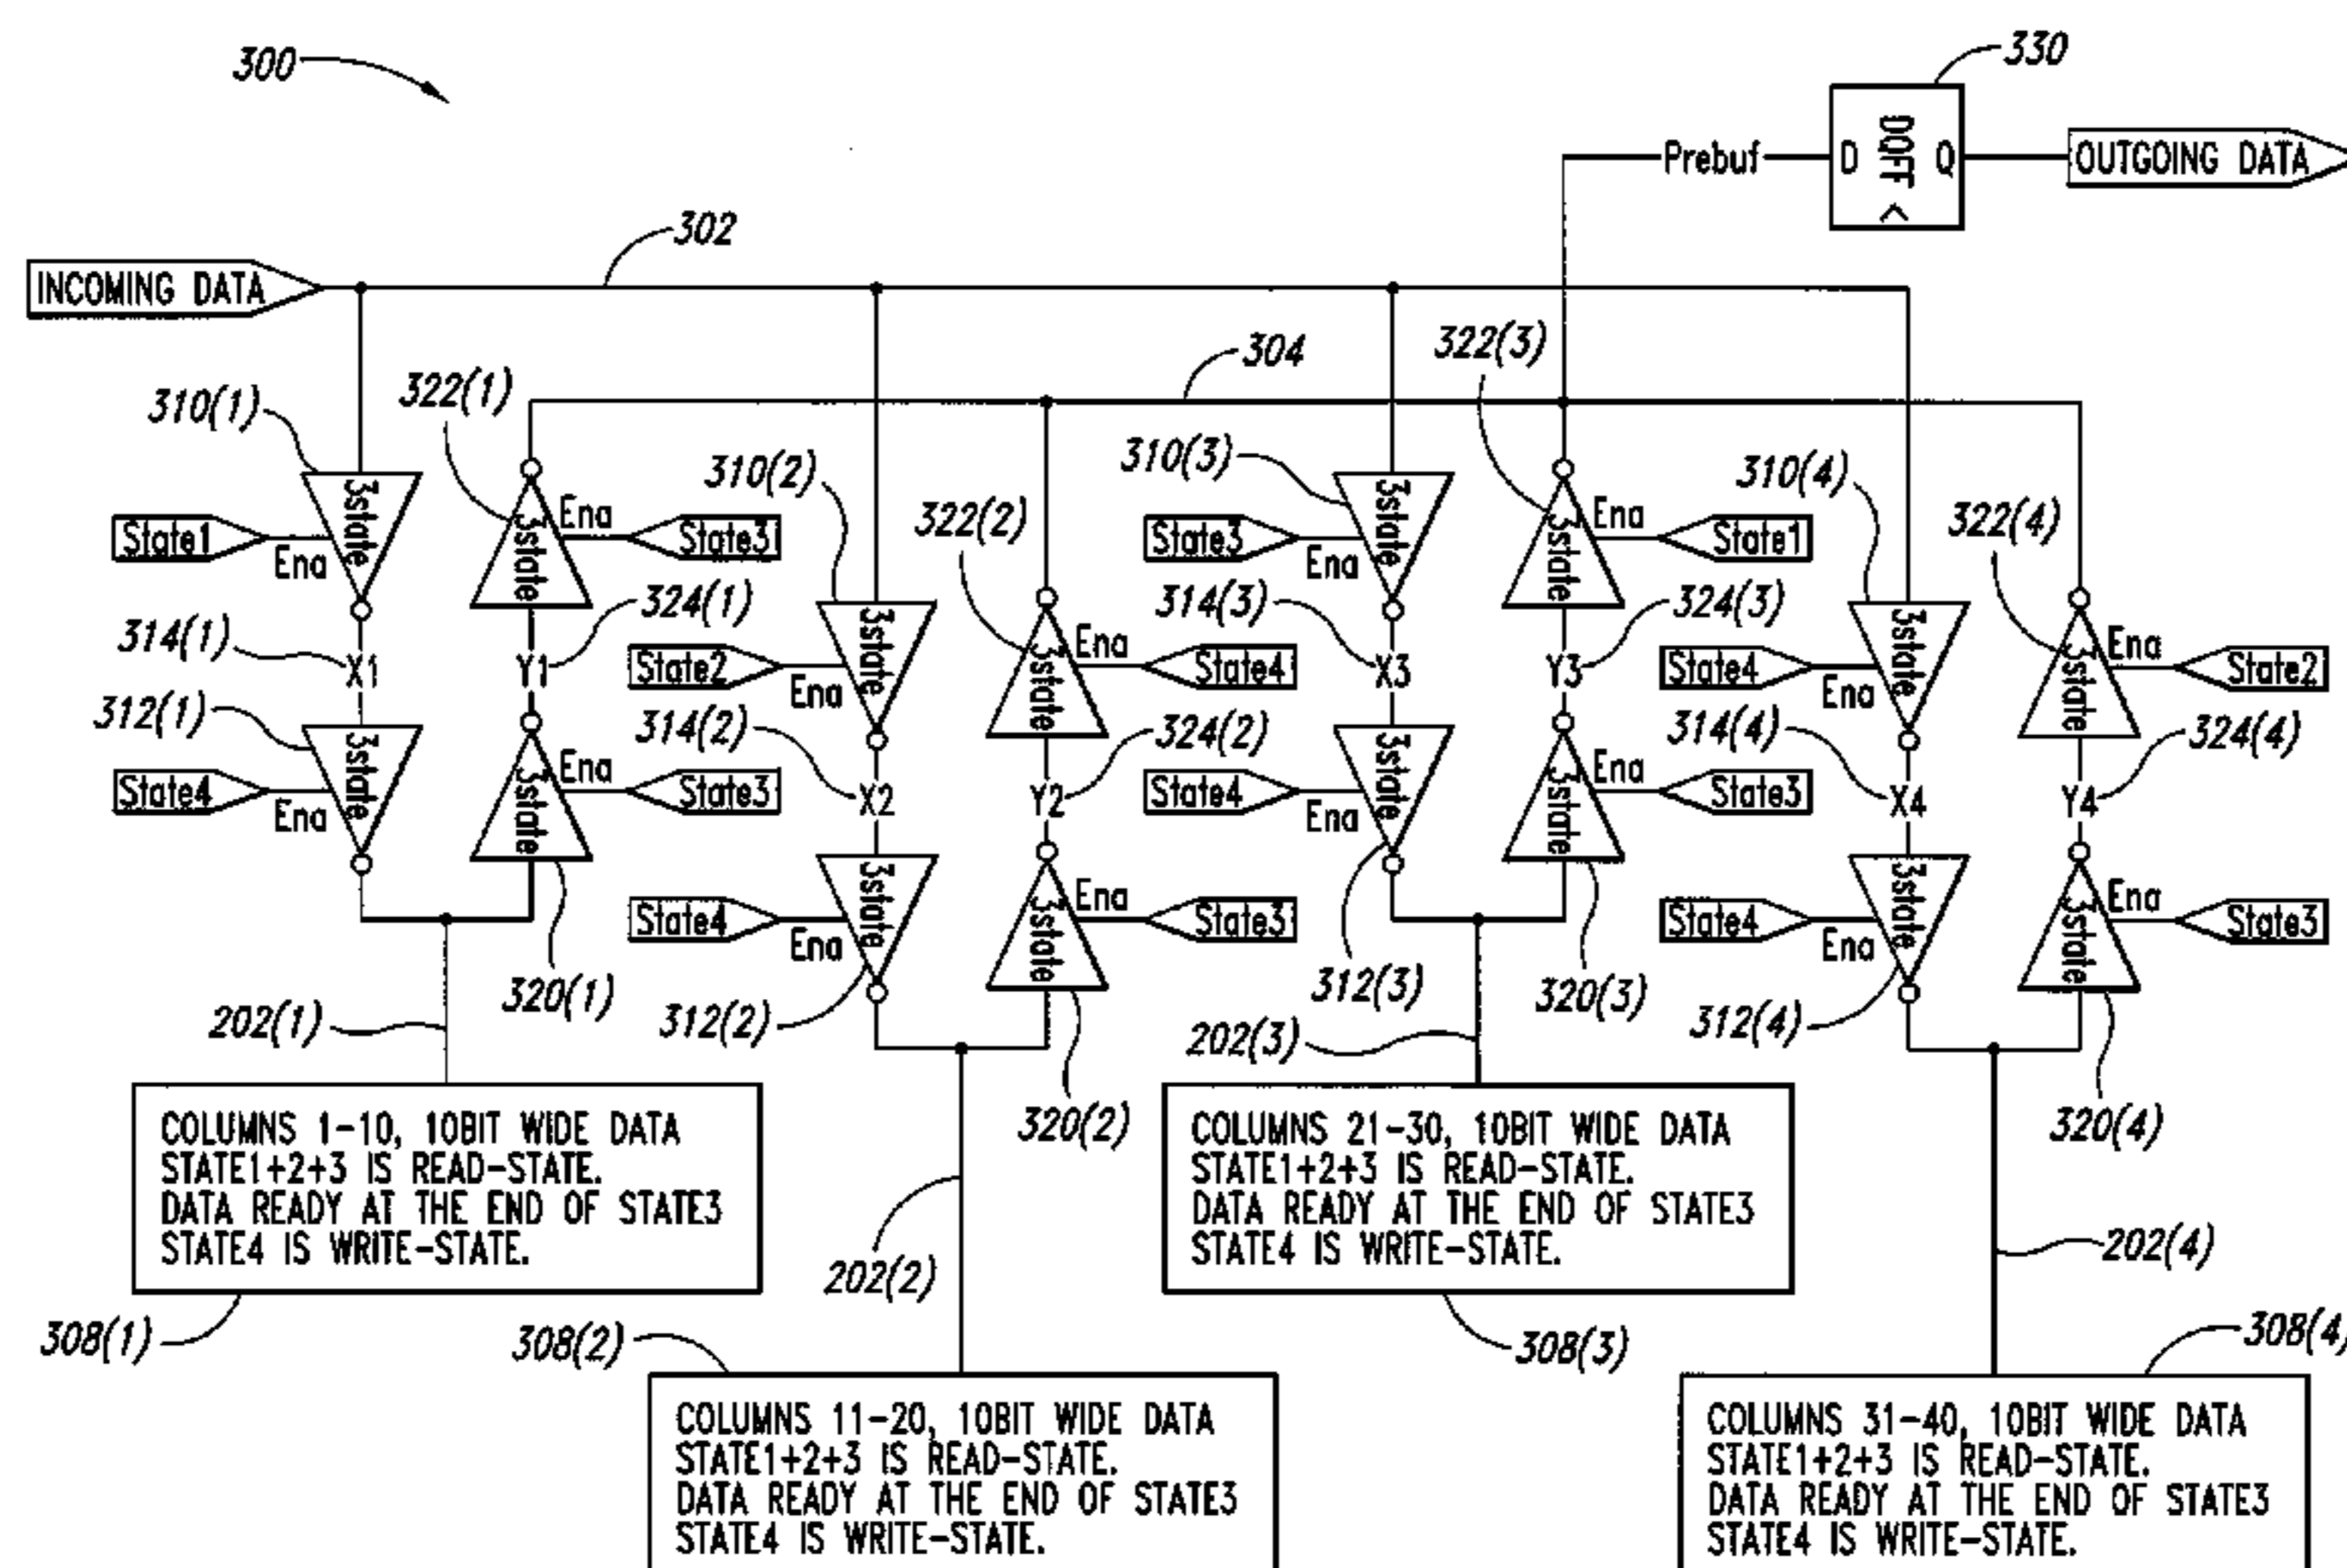 300
330
Prebuf
D DQFF Q
<
OUTGOING DATA
302
INCOMING DATA
304
322(3)
322(1)
310(1)
310(3)
310(2)
310(4)
322(2)
322(4)
3state
3state
3state
3state
State1
Ena
Ena
State3
State3
Ena
Ena
State1
3state
3state
3state
3state
314(1)
324(1)
314(3)
324(3)
X1
Y1
State2
Ena
Ena
State4
X3
Y3
State4
Ena
Ena
State2
312(1)
314(2)
324(2)
314(4)
324(4)
3state
3state
3state
3state
State4
Ena
Ena
State3
X2
Y2
State4
Ena
Ena
State3
X4
Y4
3state
3state
3state
3state
State4
Ena
Ena
State3
State4
Ena
Ena
State3
320(1)
312(3)
320(3)
202(1)
312(2)
202(3)
312(4)
320(2)
320(4)
COLUMNS 1-10, 10BIT WIDE DATA
STATE1+2+3 IS READ-STATE.
DATA READY AT THE END OF STATE3
STATE4 IS WRITE-STATE.
COLUMNS 21-30, 10BIT WIDE DATA
STATE1+2+3 IS READ-STATE.
DATA READY AT THE END OF STATE3
STATE4 IS WRITE-STATE.
202(2)
202(4)
308(1)
308(2)
308(3)
308(4)
COLUMNS 11-20, 10BIT WIDE DATA
STATE1+2+3 IS READ-STATE.
DATA READY AT THE END OF STATE3
STATE4 IS WRITE-STATE.
COLUMNS 31-40, 10BIT WIDE DATA
STATE1+2+3 IS READ-STATE.
DATA READY AT THE END OF STATE3
STATE4 IS WRITE-STATE.